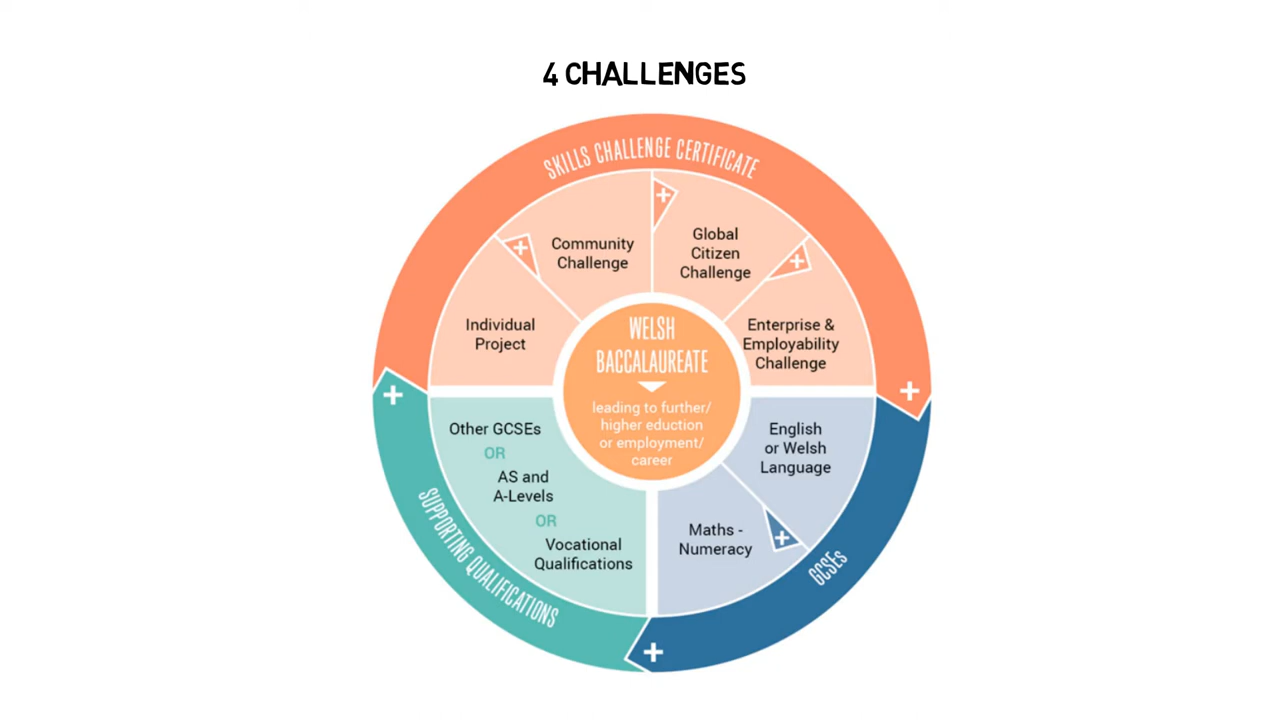 4 CHALLENGES
SKILLS CHALLENGE CERTIFICATE
Community
Challenge
Global
Citizen
Challenge
Individual
Project
Enterprise &
Employability
Challenge
WELSH
BACCALAUREATE
leading to further/
higher eduction
or employment/
career
Other GCSEs
OR
AS and
A-Levels
OR
Vocational
Qualifications
English
or Welsh
Language
Maths -
Numeracy
SUPPORTING QUALIFICATIONS
GCSEs